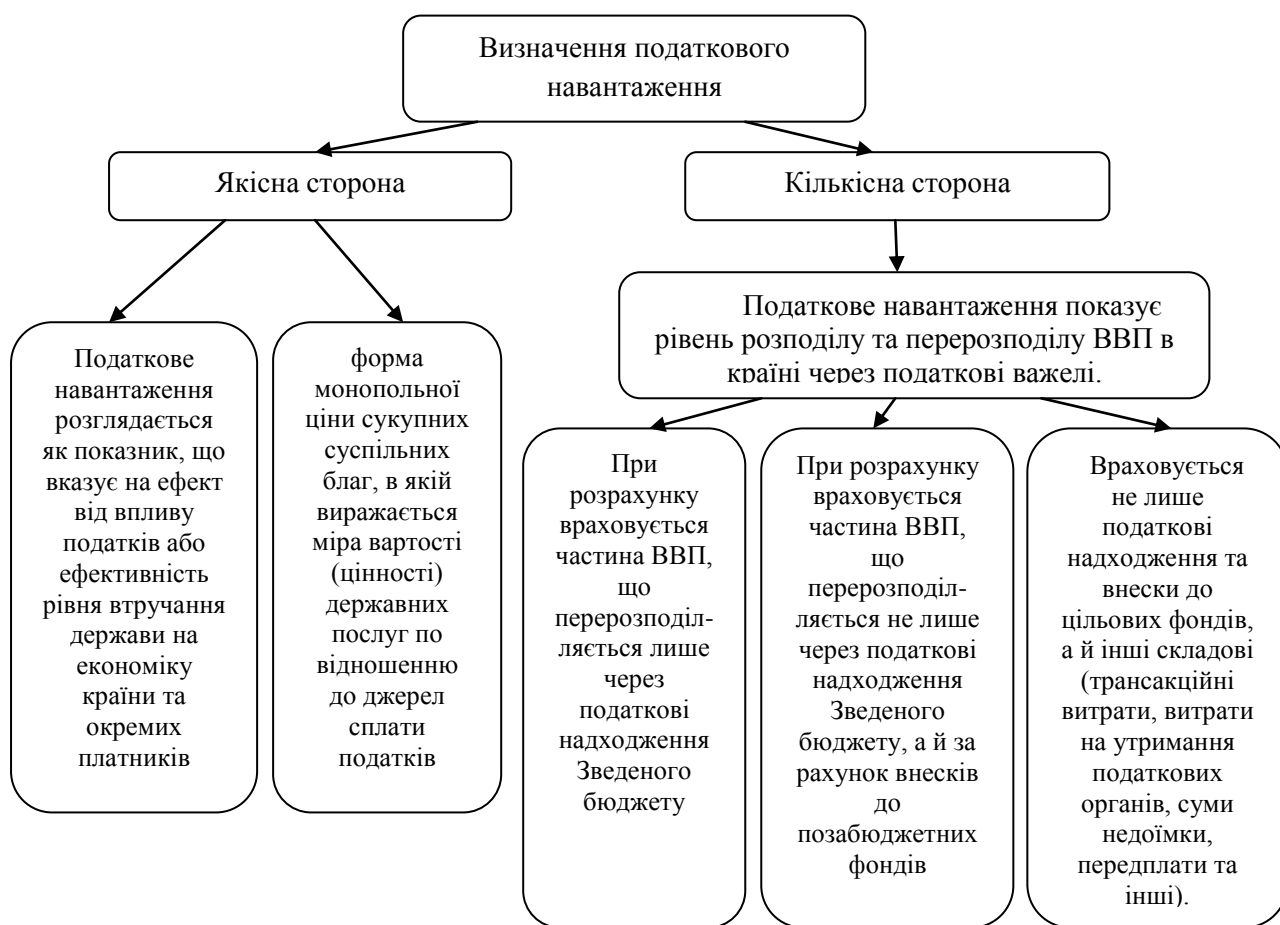 Визначення податкового
навантаження
Якісна сторона
Кількісна сторона
Податкове навантаження показує
рівень розподілу та перерозподілу ВВП в
країні через податкові важелі.
Податкове
навантаження
розглядається
як показник, що
вказує на ефект
від впливу
податків або
ефективність
рівня втручання
держави на
економіку
країни та
окремих
платників
форма
монопольної
ціни сукупних
суспільних
благ, в якій
виражається
міра вартості
(цінності)
державних
послуг по
відношенню
до джерел
сплати
податків
При
розрахунку
враховується
частина ВВП,
що
перерозподіл-
ляється лише
через
податкові
надходження
Зведеного
бюджету
При розрахунку
враховується
частина ВВП,
що
перерозподіл-
ляється не лише
через податкові
надходження
Зведеного
бюджету, а й за
рахунок внесків
до
позабюджетних
фондів
Враховується
не лише
податкові
надходження та
внески до
цільових фондів,
а й інші складові
(трансакційні
витрати, витрати
на утримання
податкових
органів, суми
недоїмки,
передплати та
інші).